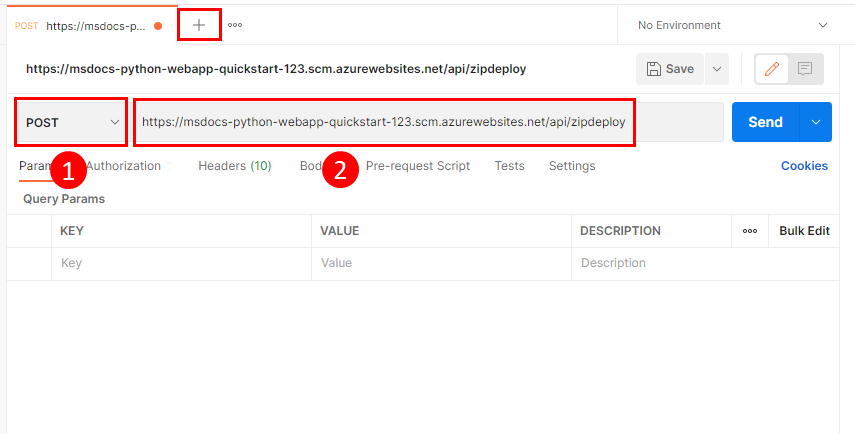 POST https://msdocs-p... No Environment
https://msdocs-python-webapp-quickstart-123.scm.azurewebsites.net/api/zipdeploy Save
POST https://msdocs-python-webapp-quickstart-123.scm.azurewebsites.net/api/zipdeploy Send
Param Authorization Headers (10) Bod Pre-request Script Tests Settings Cookies
1 2
Query Params
KEY VALUE DESCRIPTION Bulk Edit
Key Value Description